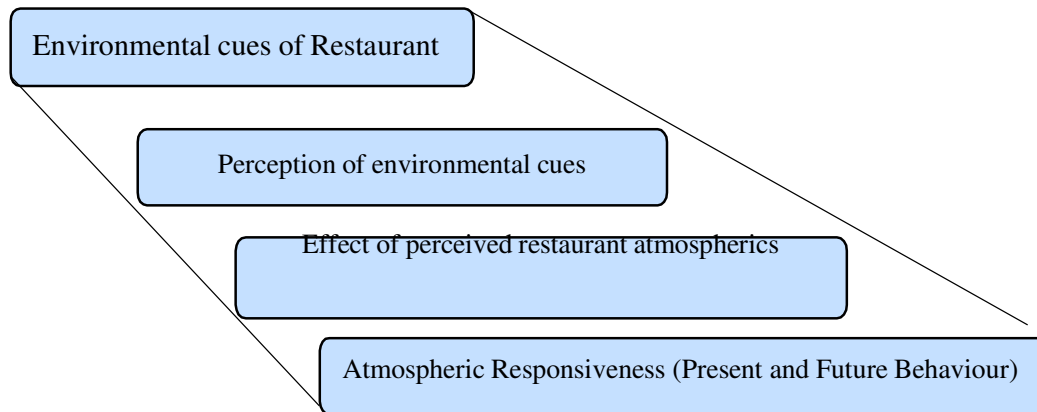 Environmental cues of Restaurant
Perception of environmental cues
Effect of perceived restaurant atmospherics
Atmospheric Responsiveness (Present and Future Behaviour)